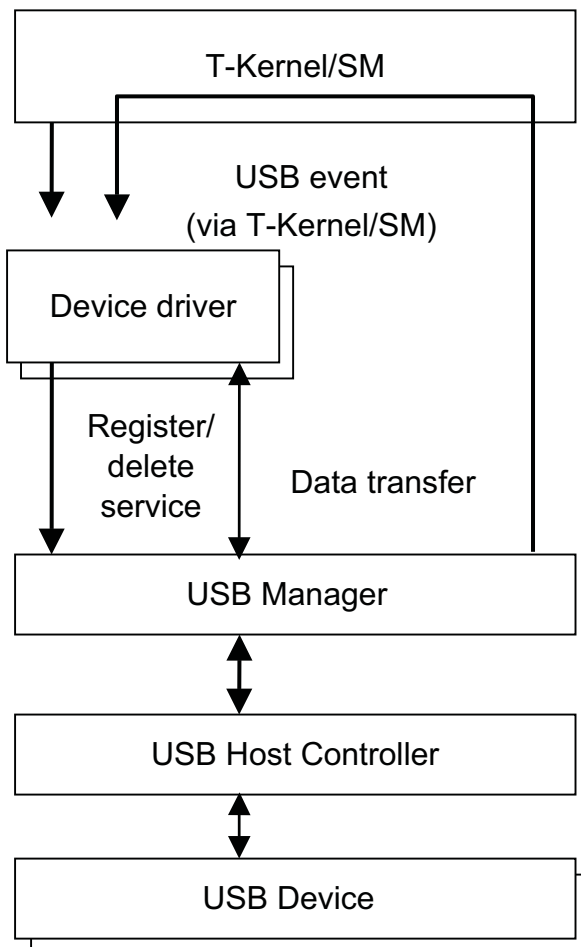 T-Kernel/SM
USB event
(via T-Kernel/SM)
Device driver
Register/
delete
service
Data transfer
USB Manager
USB Host Controller
USB Device